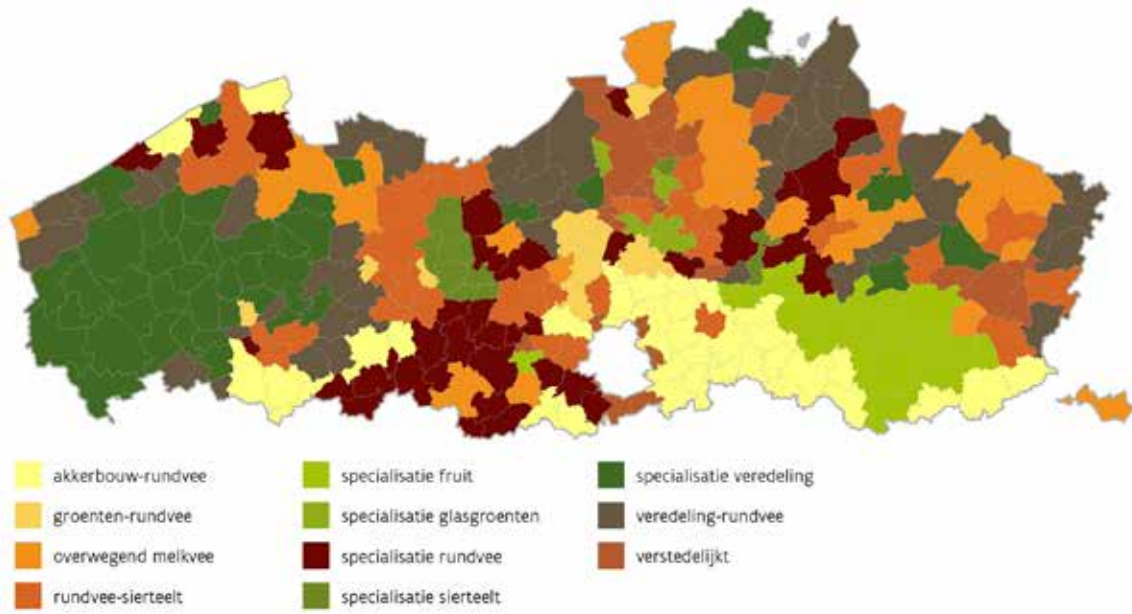 akkerbouw-rundvee
groenten-rundvee
overwegend melkvee
rundvee-sierteelt
specialisatie fruit
specialisatie glasgroenten
specialisatie rundvee
specialisatie sierteelt
specialisatie veredeling
veredeling-rundvee
verstedelijkt